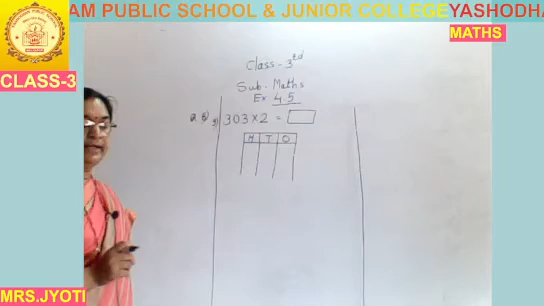 AM PUBLIC SCHOOL & JUNIOR COLLEGE YASHODHA
MATHS
CLASS-3
Class - 3rd
Sub - Maths
Ex 4.5
303 × 2 =
H T O
MRS.JYOTI